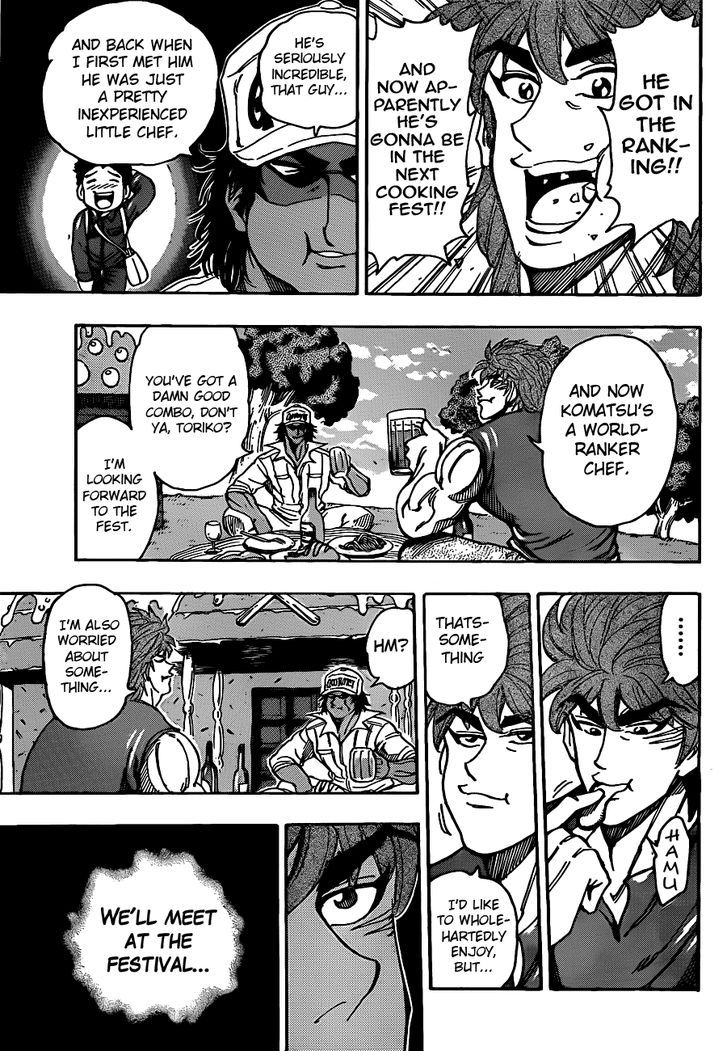 HE
GOT IN
THE
RANK-
ING!!
AND
NOW AP-
PARENTLY
HE'S
GONNA BE
IN THE
NEXT
COOKING
FEST!!
HE'S
SERIOUSLY
INCREDIBLE,
THAT GUY...
AND BACK WHEN
I FIRST MET HIM
HE WAS JUST
A PRETTY
INEXPERIENCED
LITTLE CHEF.
AND NOW
KOMATSU'S
A WORLD-
RANKER
CHEF.
YOU'VE GOT A
DAMN GOOD
COMBO, DON'T
YA, TORIKO?
I'M
LOOKING
FORWARD
TO THE
FEST.
........
HAMU
THATS-
SOME-
THING
I'D LIKE
TO WHOLE-
HARTEDLY
ENJOY,
BUT...
HM?
I'M ALSO
WORRIED
ABOUT
SOME-
THING...
WE'LL MEET
AT THE
FESTIVAL...